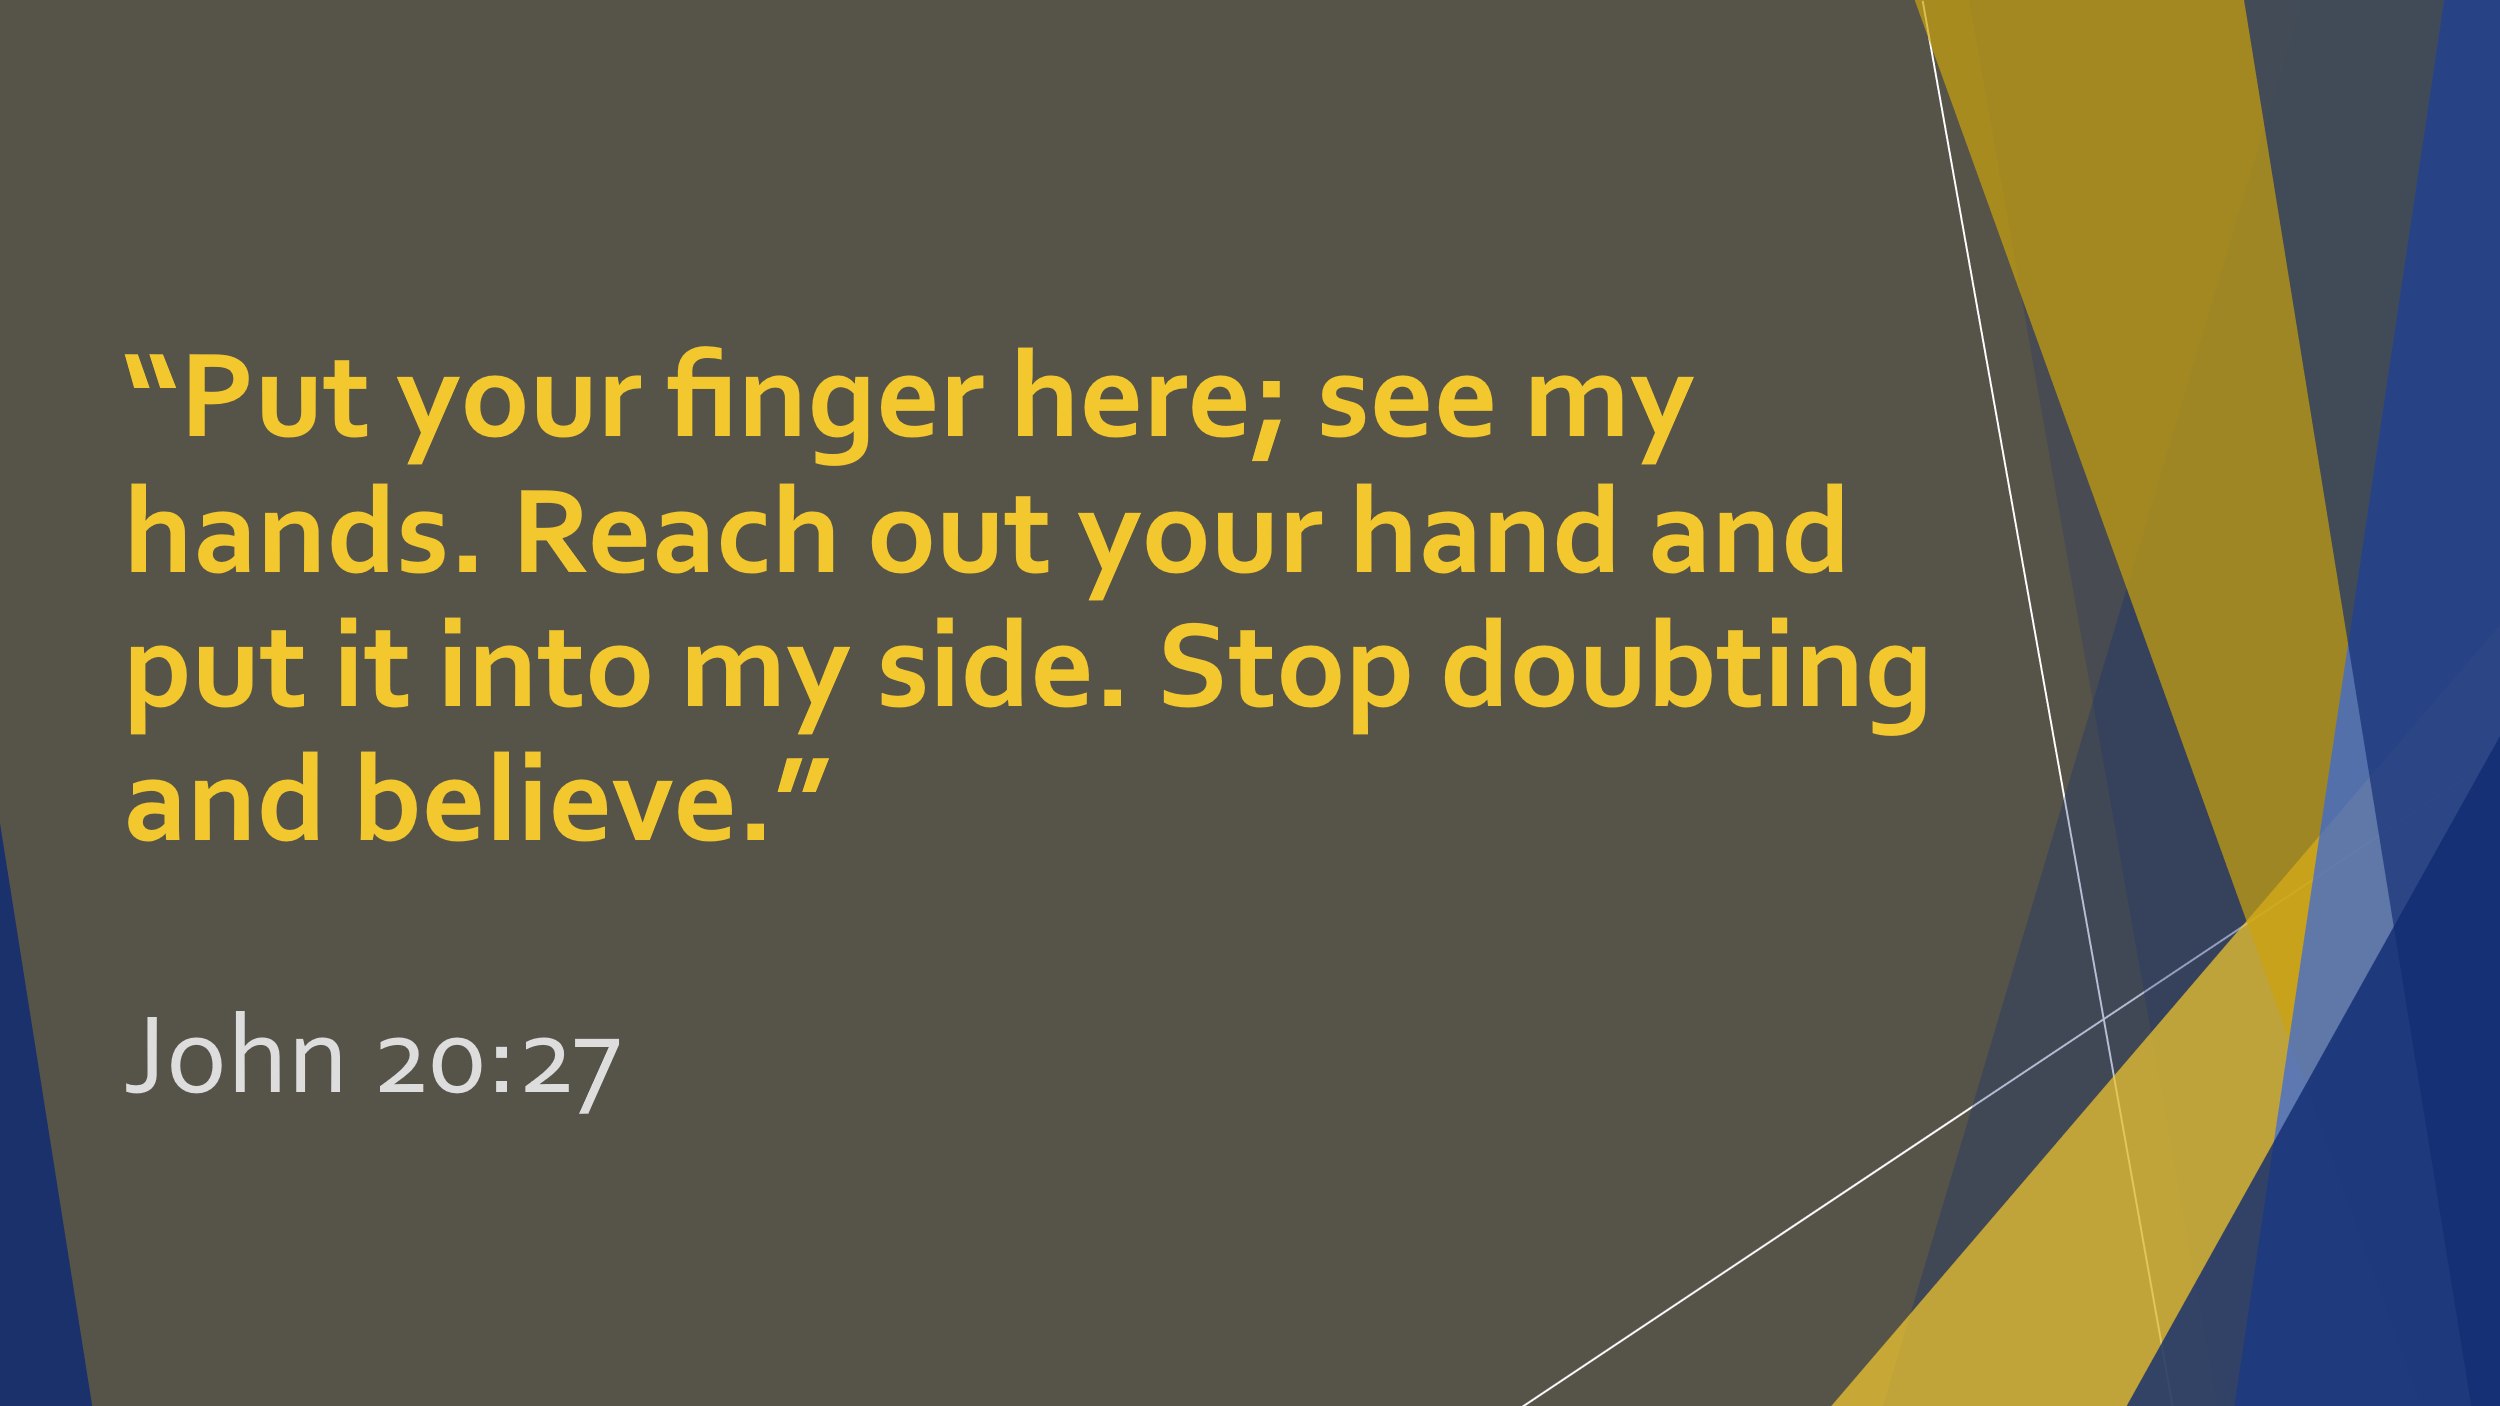 “Put your finger here; see my
hands. Reach out your hand and
put it into my side. Stop doubting
and believe.”
John 20:27